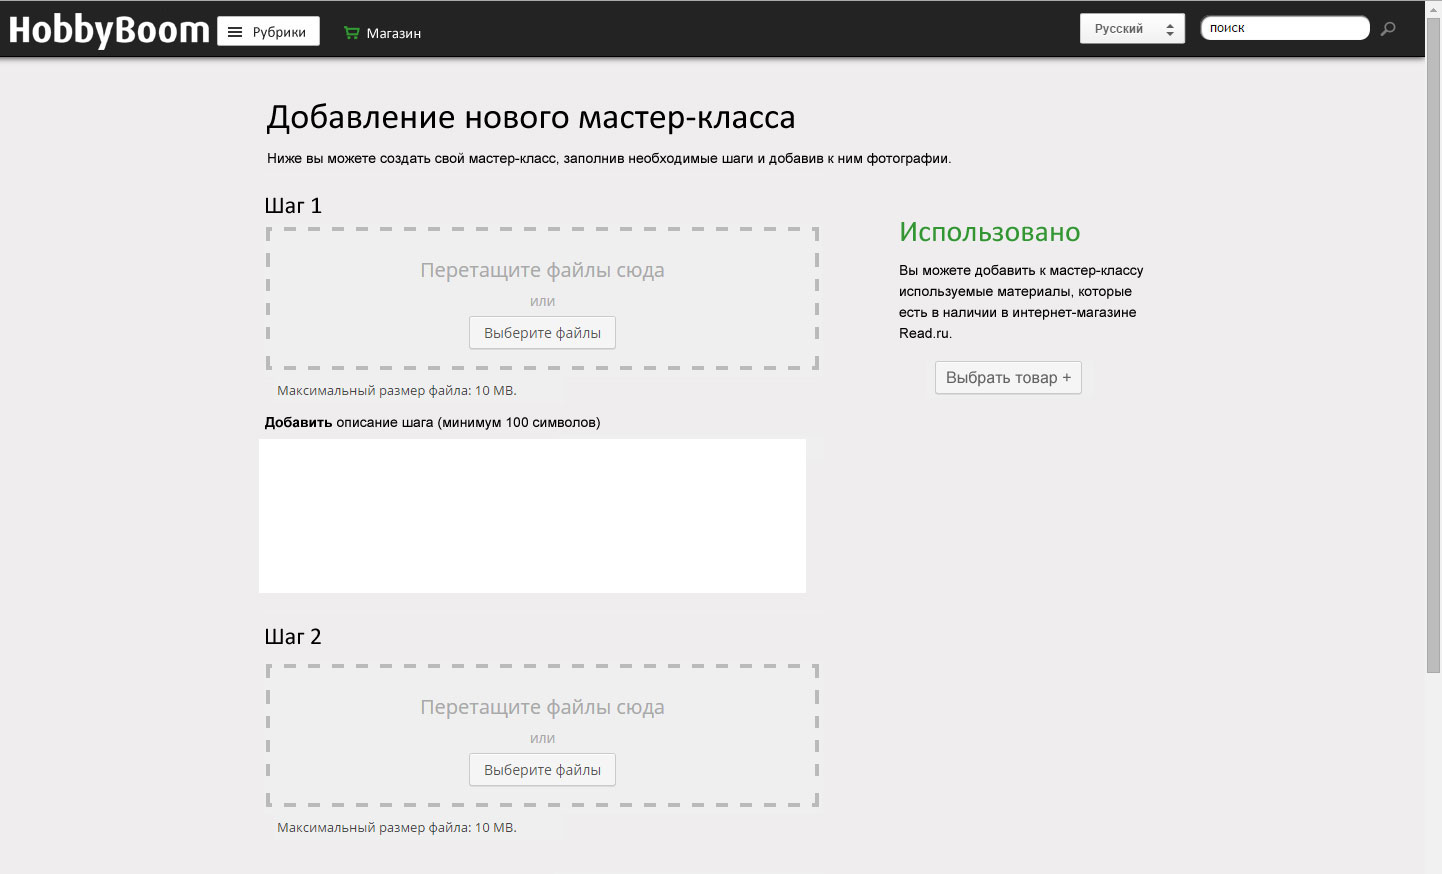 HobbyBoom
Рубрики
Магазин
Русский
поиск
Добавление нового мастер-класса
Ниже вы можете создать свой мастер-класс, заполнив необходимые шаги и добавив к ним фотографии.
Шаг 1
Перетащите файлы сюда
или
Выберите файлы
Максимальный размер файла: 10 MB.
Добавить описание шага (минимум 100 символов)
Использовано
Вы можете добавить к мастер-классу
используемые материалы, которые
есть в наличии в интернет-магазине
Read.ru.
Выбрать товар +
Шаг 2
Перетащите файлы сюда
или
Выберите файлы
Максимальный размер файла: 10 MB.